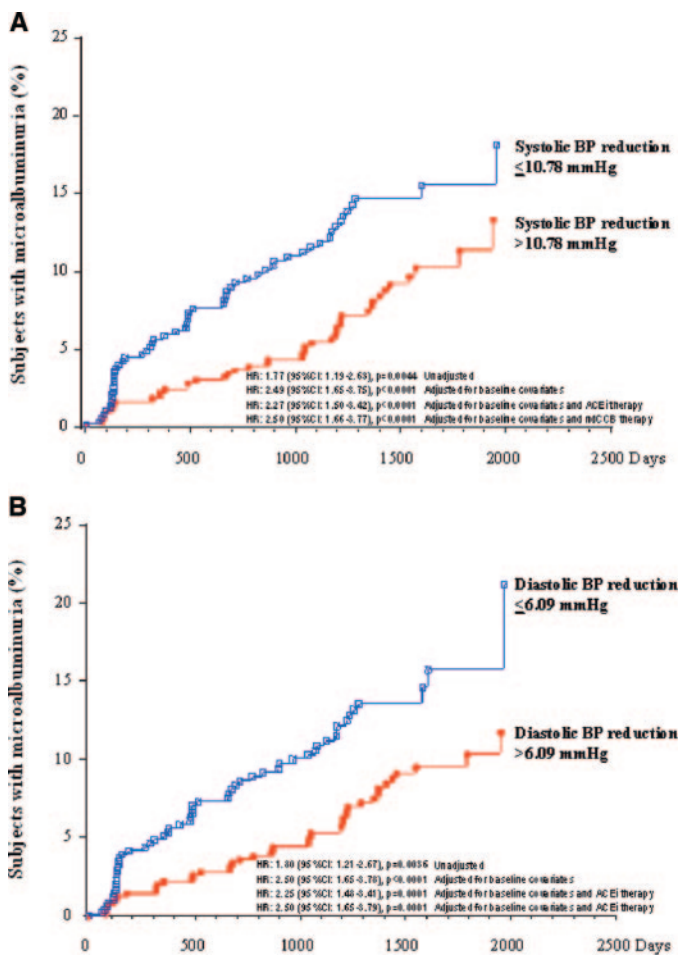 A
Subjects with microalbuminuria (%)
25
20
15
10
5
0
Systolic BP reduction
≤10.78 mmHg
Systolic BP reduction
>10.78 mmHg
HR: 1.77 (95%CI: 1.19-2.63), p=0.0044 Unadjusted
HR: 2.49 (95%CI: 1.65-3.75), p<0.0001 Adjusted for baseline covariates
HR: 2.27 (95%CI: 1.50-3.42), p<0.0001 Adjusted for baseline covariates and ACEi therapy
HR: 2.50 (95%CI: 1.66-3.77), p<0.0001 Adjusted for baseline covariates and ndCCB therapy
0 500 1000 1500 2000 2500 Days
B
Subjects with microalbuminuria (%)
25
20
15
10
5
0
Diastolic BP reduction
≤6.09 mmHg
Diastolic BP reduction
>6.09 mmHg
HR: 1.80 (95%CI: 1.21-2.67), p=0.0036 Unadjusted
HR: 2.50 (95%CI: 1.65-3.78), p<0.0001 Adjusted for baseline covariates
HR: 2.25 (95%CI: 1.48-3.41), p=0.0001 Adjusted for baseline covariates and ACEi therapy
HR: 2.50 (95%CI: 1.65-3.79), p=0.0001 Adjusted for baseline covariates and ACEi therapy
0 500 1000 1500 2000 2500 Days